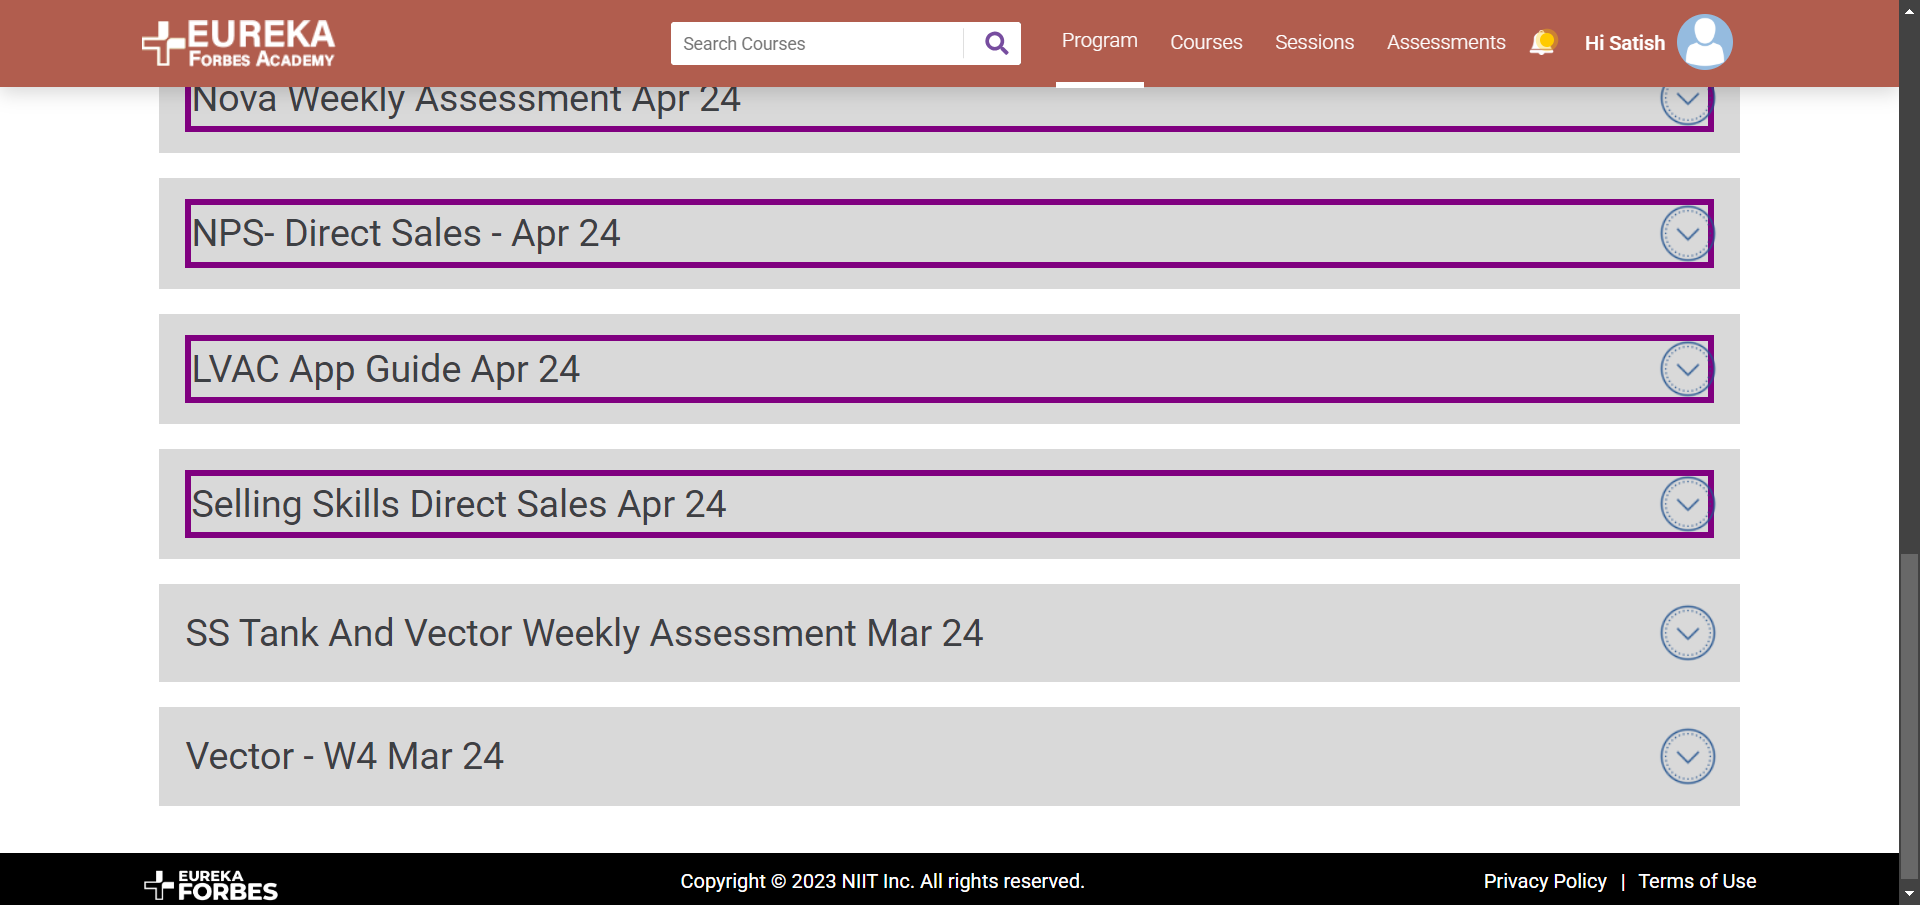 EUREKA
FORBES ACADEMY
Search Courses
Program
Courses
Sessions
Assessments
Hi Satish
Nova Weekly Assessment Apr 24
NPS- Direct Sales - Apr 24
LVAC App Guide Apr 24
Selling Skills Direct Sales Apr 24
SS Tank And Vector Weekly Assessment Mar 24
Vector - W4 Mar 24
EUREKA
FORBES
Copyright © 2023 NIIT Inc. All rights reserved.
Privacy Policy | Terms of Use